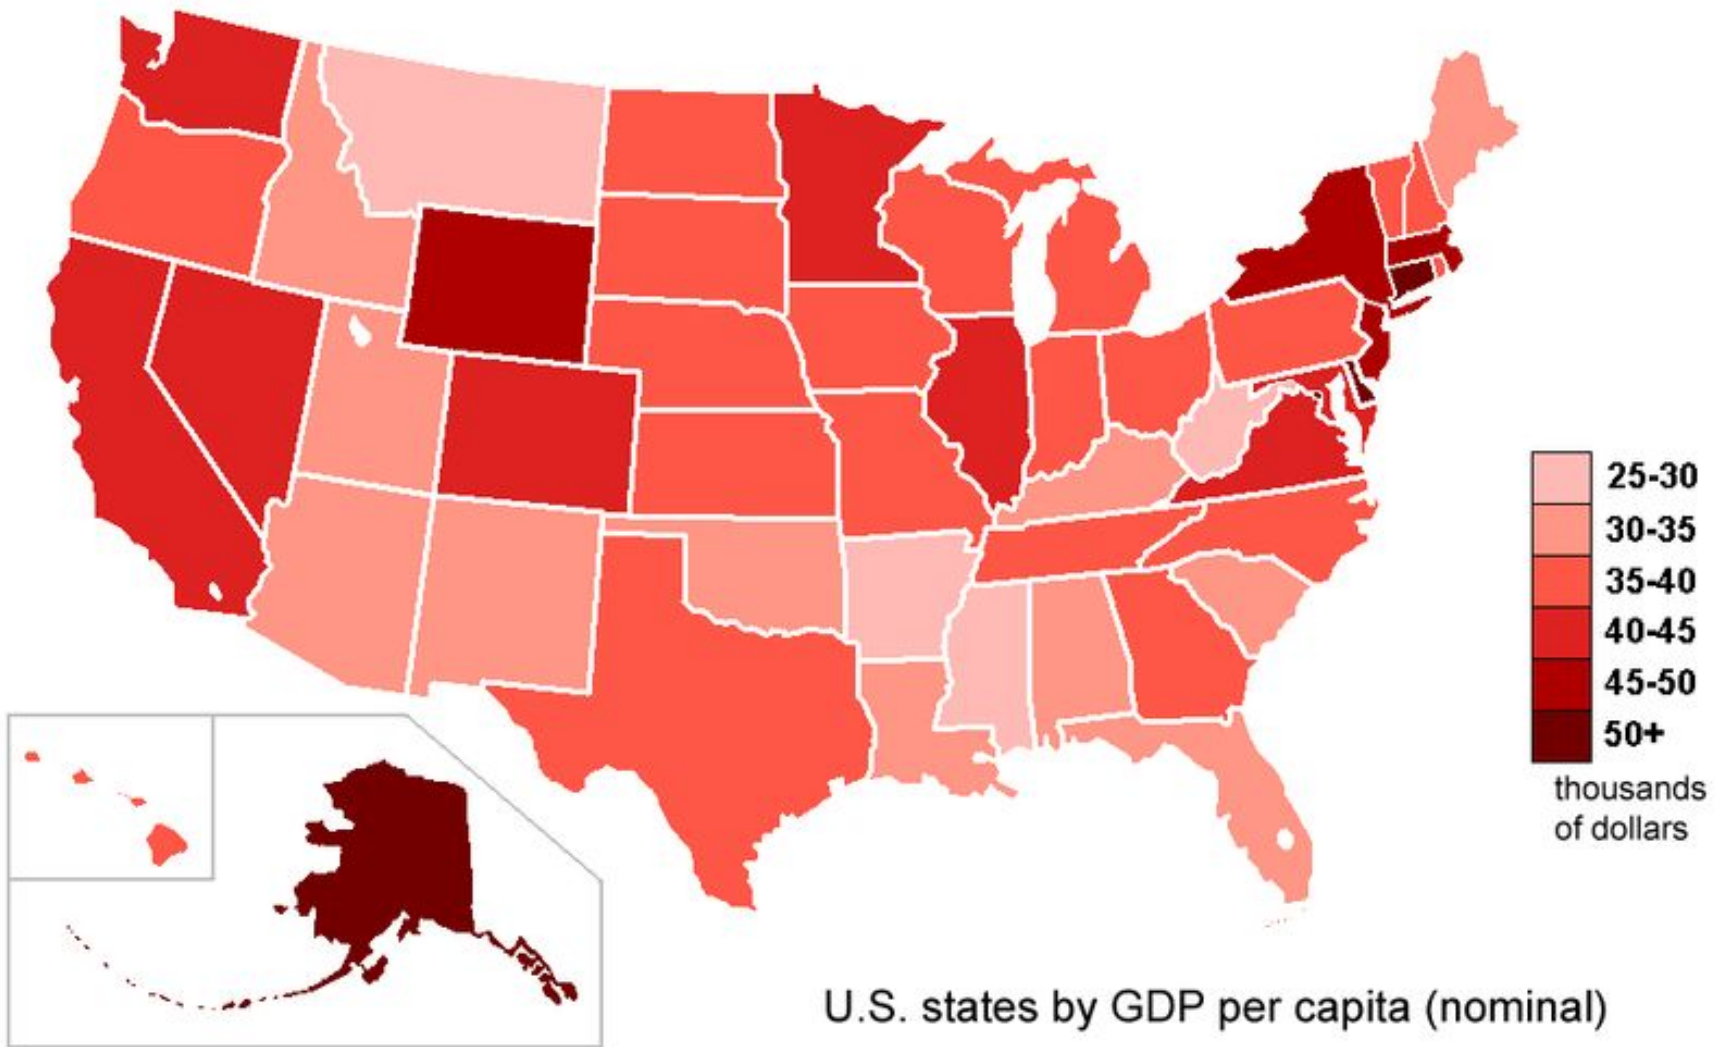 25-30
30-35
35-40
40-45
45-50
50+
thousands
of dollars
U.S. states by GDP per capita (nominal)